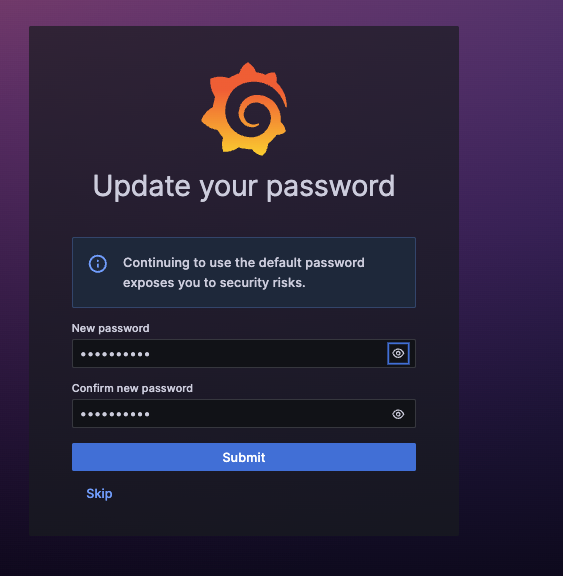 Update your password
Continuing to use the default password
exposes you to security risks.
New password
••••••••••
Confirm new password
••••••••••
Submit
Skip